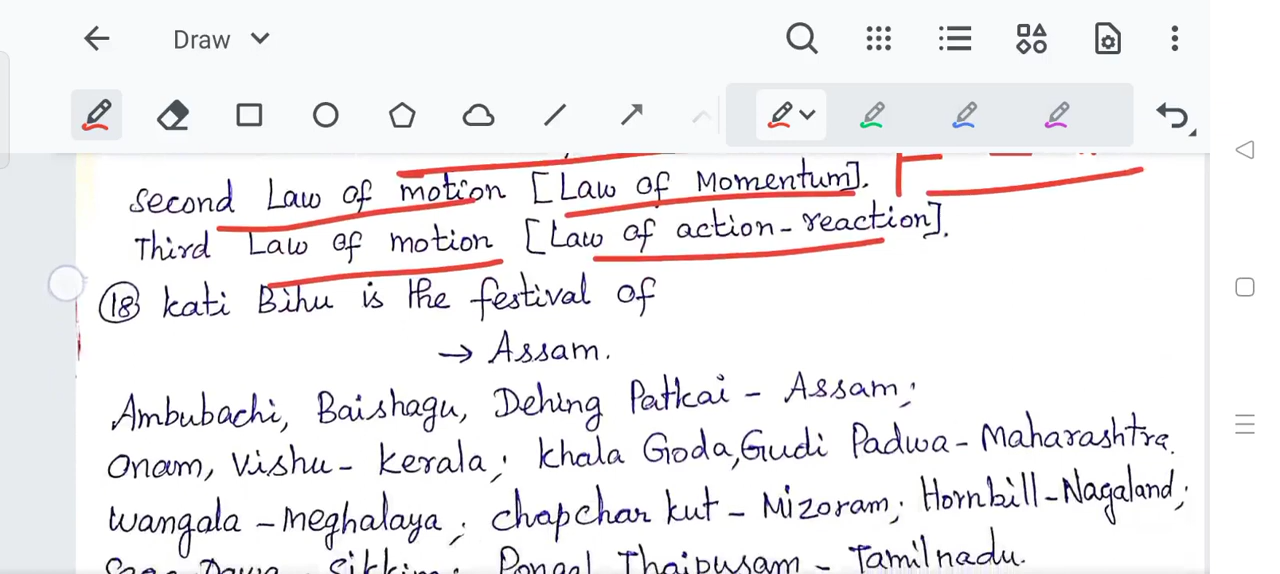 Draw
second Law of motion [Law of Momentum].
Third Law of motion [Law of action-reaction].
18 kati Bihu is the festival of
→ Assam.
Ambubachi, Baishagu, Dehing Patkai - Assam;
Onam, Vishu - kerala; khala Goda, Gudi Padwa - Maharashtra.
wangala - meghalaya; chapchar kut - Mizoram; Hornbill - Nagaland;
Sikkim; Pongal Thaipusam - Tamilnadu.